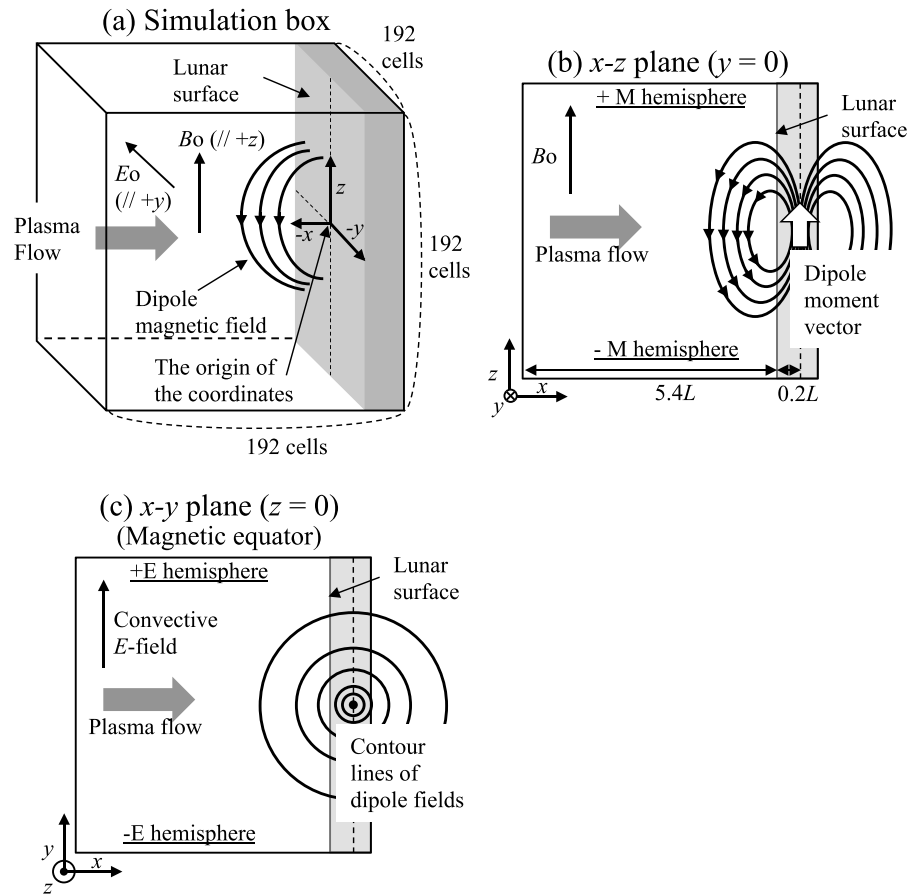 (a) Simulation box
192
cells
Lunar
surface
Bo (// +z)
Eo
(// +y)
z
Plasma
Flow
-x
-y
192
cells
Dipole
magnetic field
The origin of
the coordinates
192 cells
(b) x-z plane (y = 0)
+ M hemisphere
Lunar
surface
Bo
Plasma flow
Dipole
moment
vector
- M hemisphere
z
x
y
5.4L
0.2L
(c) x-y plane (z = 0)
(Magnetic equator)
+E hemisphere
Lunar
surface
Convective
E-field
Plasma flow
Contour
lines of
dipole fields
-E hemisphere
y
x
z